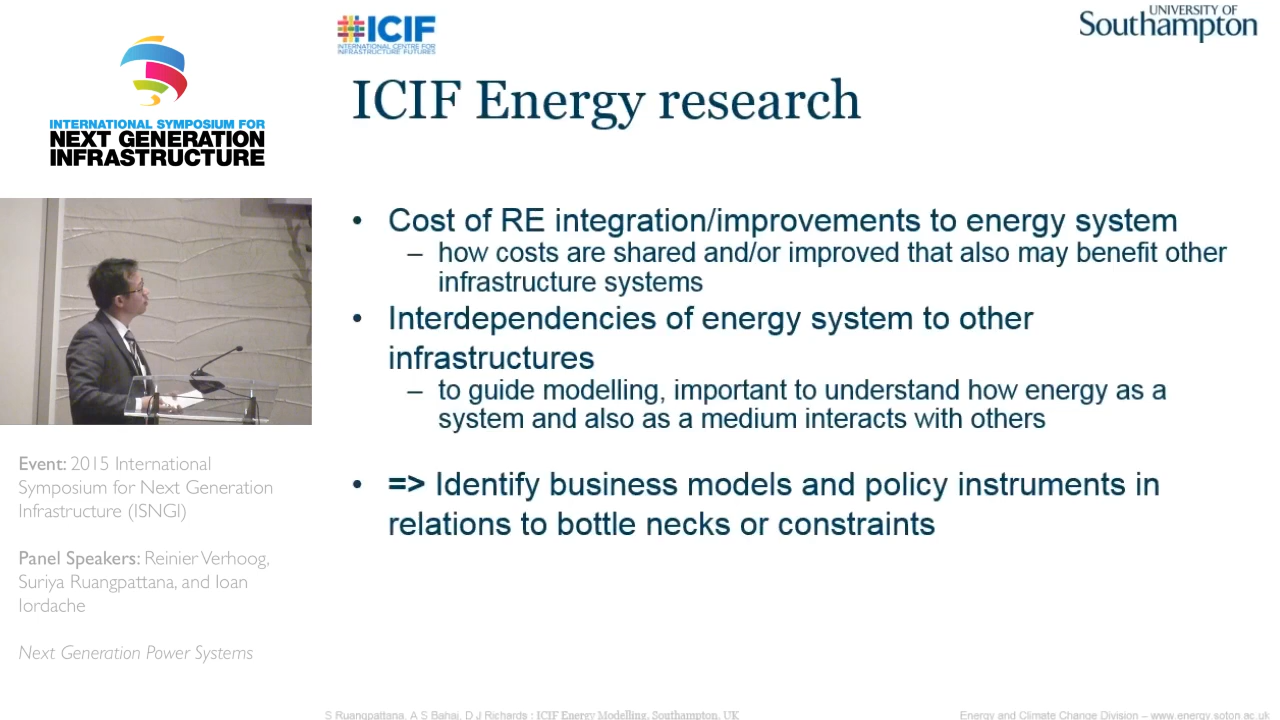 #ICIF
INTERNATIONAL CENTRE FOR
INFRASTRUCTURE FUTURES
UNIVERSITY OF
Southampton
INTERNATIONAL SYMPOSIUM FOR
NEXT GENERATION
INFRASTRUCTURE
ICIF Energy research
• Cost of RE integration/improvements to energy system
– how costs are shared and/or improved that also may benefit other
infrastructure systems
• Interdependencies of energy system to other
infrastructures
– to guide modelling, important to understand how energy as a
system and also as a medium interacts with others
• => Identify business models and policy instruments in
relations to bottle necks or constraints
Event: 2015 International
Symposium for Next Generation
Infrastructure (ISNGI)
Panel Speakers: Reinier Verhoog,
Suriya Ruangpattana, and Ioan
Iordache
Next Generation Power Systems
S Ruangpattana, A S Bahaj, D J Richards : ICIF Energy Modelling, Southampton, UK
Energy and Climate Change Division – www.energy.soton.ac.uk